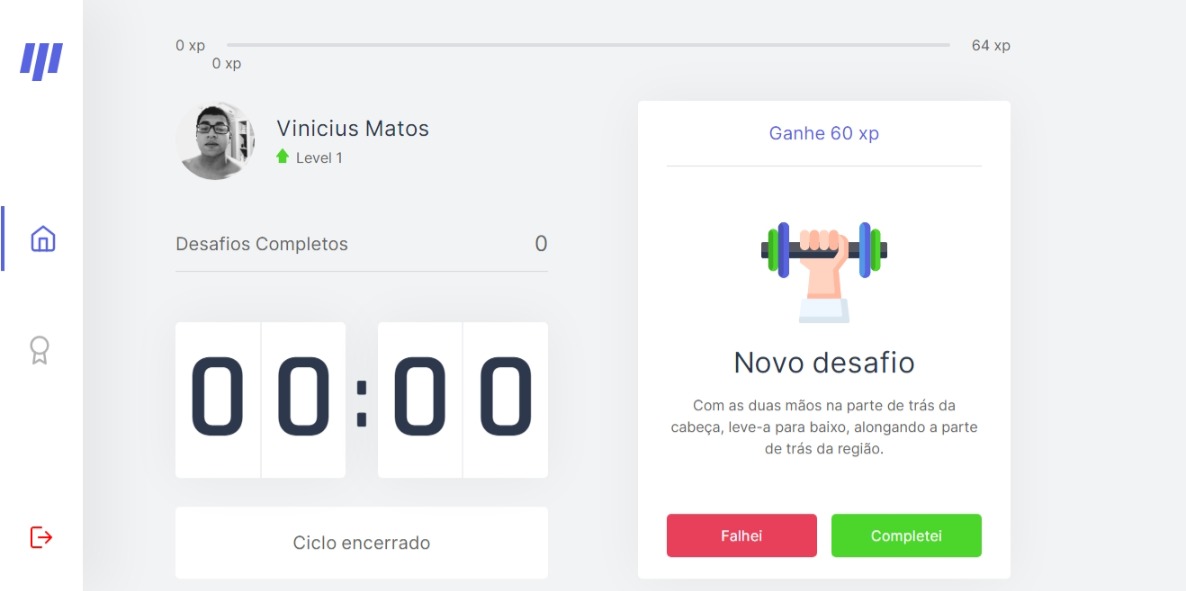 0 xp
64 xp
0 xp
Vinicius Matos
Level 1
Desafios Completos
0
00:00
Ciclo encerrado
Ganhe 60 xp
Novo desafio
Com as duas mãos na parte de trás da
cabeça, leve-a para baixo, alongando a parte
de trás da região.
Falhei
Completei